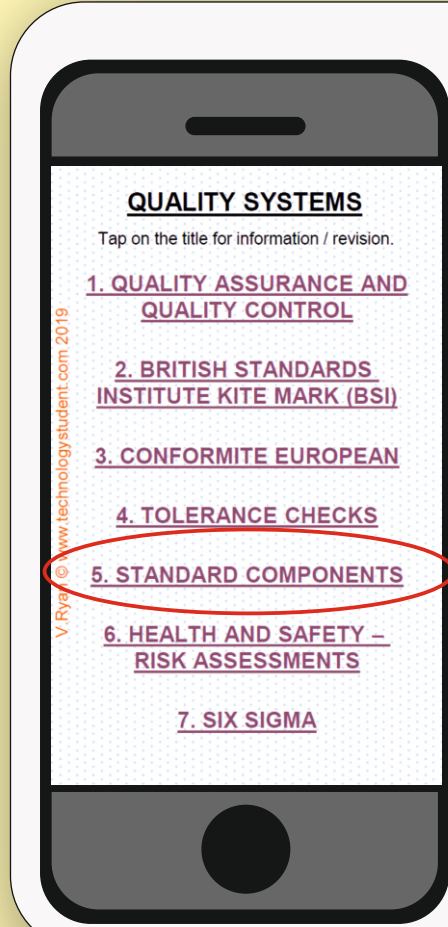 QUALITY SYSTEMS
Tap on the title for information / revision.
1. QUALITY ASSURANCE AND
QUALITY CONTROL
2. BRITISH STANDARDS
INSTITUTE KITE MARK (BSI)
3. CONFORMITE EUROPEAN
4. TOLERANCE CHECKS
5. STANDARD COMPONENTS
6. HEALTH AND SAFETY –
RISK ASSESSMENTS
7. SIX SIGMA
V.Ryan © www.technologystudent.com 2019